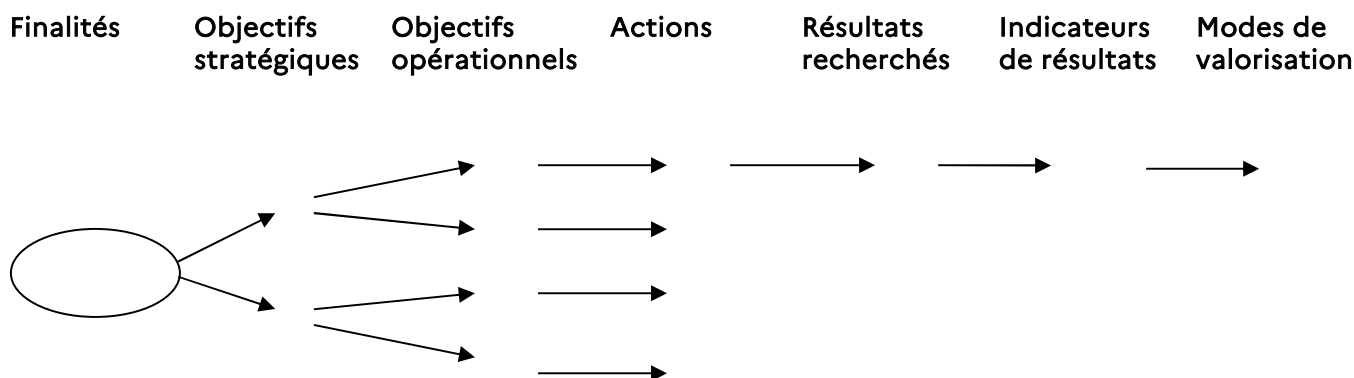 Finalités
Objectifs
stratégiques
Objectifs
opérationnels
Actions
Résultats
recherchés
Indicateurs
de résultats
Modes de
valorisation